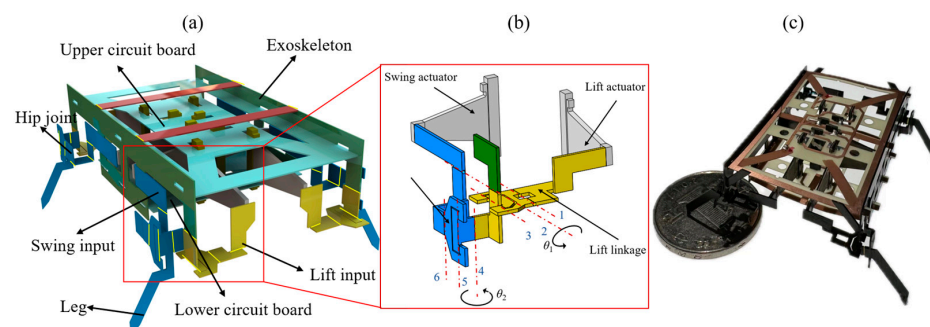 (a)
Upper circuit board
Exoskeleton
Hip joint
Swing input
Lift input
Leg
Lower circuit board
(b)
Swing actuator
Lift actuator
1
2
3
θ1
Lift linkage
6
5
4
θ2
(c)